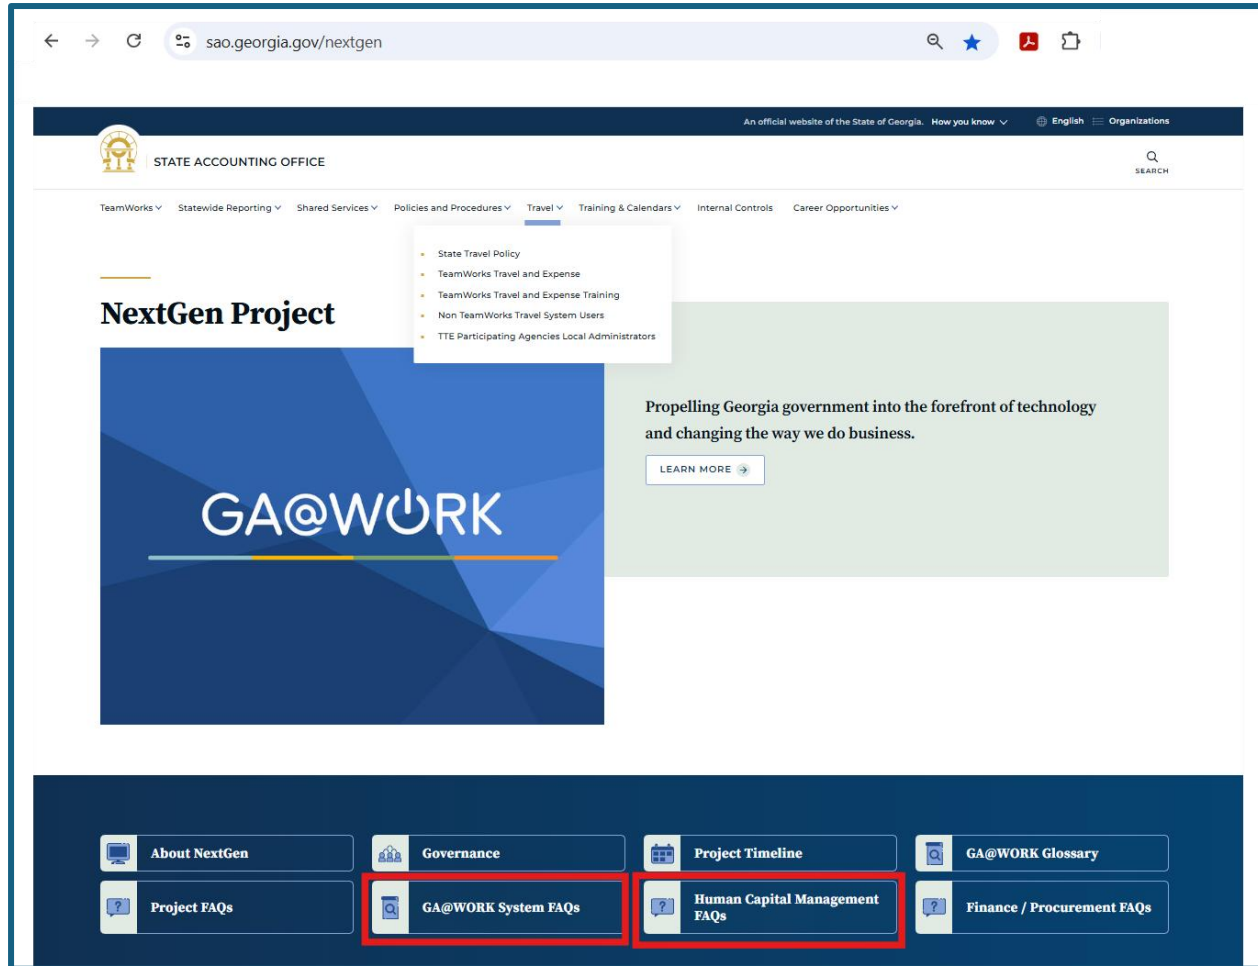 sao.georgia.gov/nextgen
An official website of the State of Georgia. How you know
English
Organizations
STATE ACCOUNTING OFFICE
SEARCH
TeamWorks Statewide Reporting Shared Services Policies and Procedures Travel Training & Calendars Internal Controls Career Opportunities
State Travel Policy
TeamWorks Travel and Expense
TeamWorks Travel and Expense Training
Non TeamWorks Travel System Users
TTE Participating Agencies Local Administrators
NextGen Project
GA@WORK
Propelling Georgia government into the forefront of technology
and changing the way we do business.
LEARN MORE
About NextGen
Governance
Project Timeline
GA@WORK Glossary
Project FAQs
GA@WORK System FAQs
Human Capital Management
FAQs
Finance / Procurement FAQs